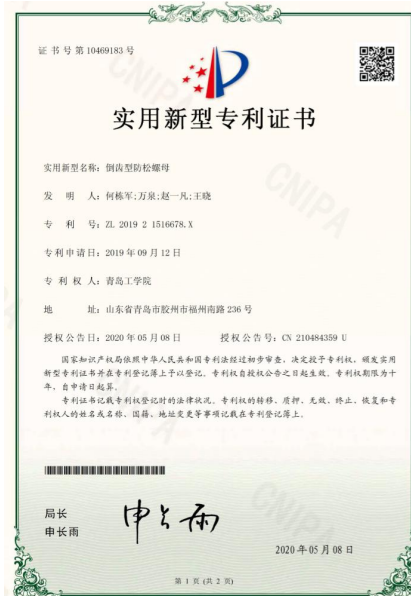 证书号第10469183号
实用新型专利证书
实用新型名称：倒齿型防松螺母
发 明 人：何栋军;万泉;赵一凡;王晓
专 利 号：ZL 2019 2 1516678.X
专利申请日：2019年09月12日
专 利 权 人：青岛工学院
地 址：山东省青岛市胶州市福州南路236号
授权公告日：2020年05月08日 授权公告号：CN 210484359 U
国家知识产权局依照中华人民共和国专利法经过初步审查，决定授予专利权，颁发实用
新型专利证书并在专利登记簿上予以登记。专利权自授权公告之日起生效。专利权期限为十
年，自申请日起算。
专利证书记载专利权登记时的法律状况。专利权的转移、质押、无效、终止、恢复和专
利权人的姓名或名称、国籍、地址变更等事项记载在专利登记簿上。
局长
申长雨
申长雨
2020年05月08日
第 1 页 (共 2 页)
CNIPA
CNIPA